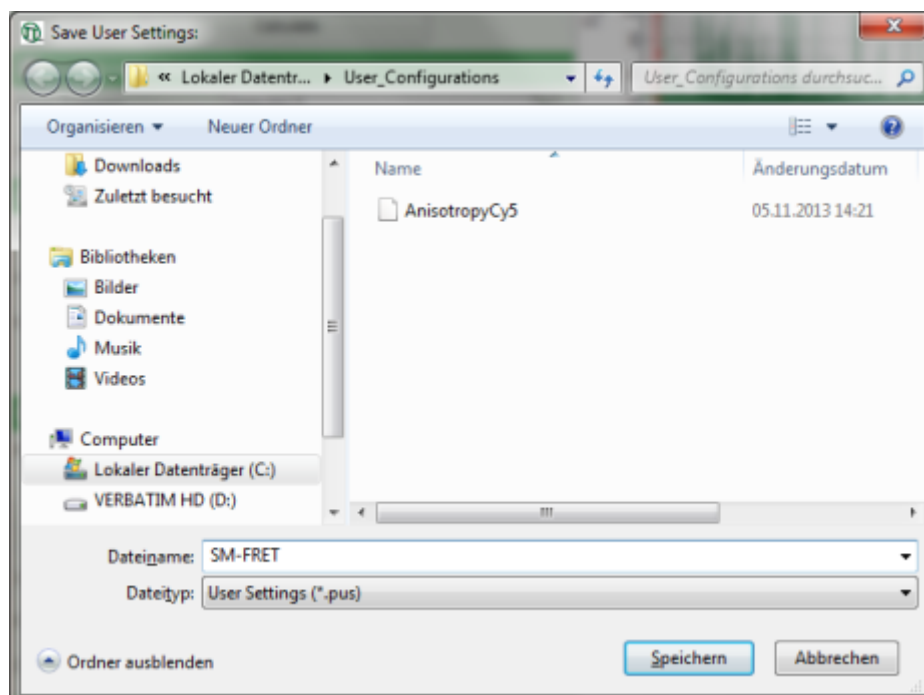 Save User Settings:
« Lokaler Datentr... ▸ User_Configurations
User_Configurations durchsuc...
Organisieren
Neuer Ordner
Downloads
Zuletzt besucht
Bibliotheken
Bilder
Dokumente
Musik
Videos
Computer
Lokaler Datenträger (C:)
VERBATIM HD (D:)
Name
Änderungsdatum
AnisotropyCy5
05.11.2013 14:21
Dateiname: SM-FRET
Dateityp: User Settings (*.pus)
Ordner ausblenden
Speichern
Abbrechen